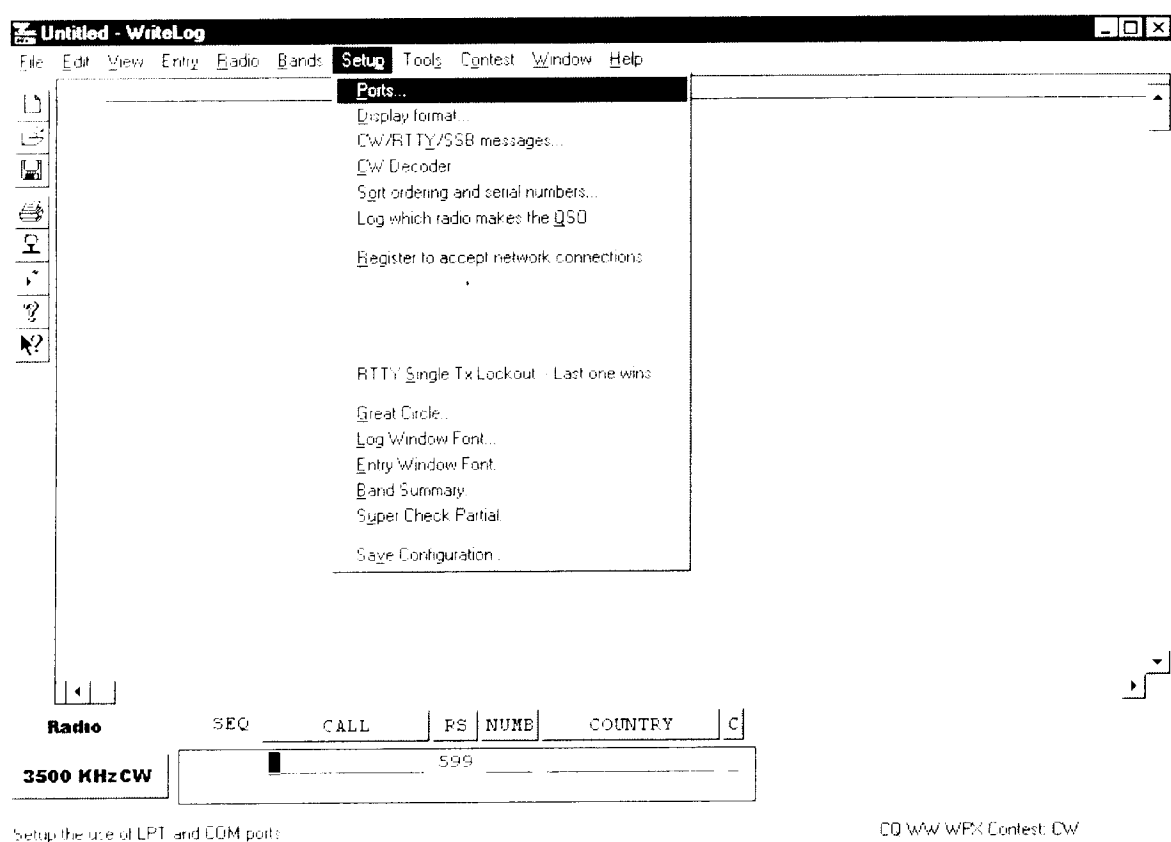 Untitled - WriteLog
File Edit View Entry Radio Bands Setup Tools Contest Window Help
Ports...
Display format...
CW/RTTY/SSB messages...
CW Decoder
Sort ordering and serial numbers...
Log which radio makes the QSO
Register to accept network connections
RTTY Single Tx Lockout - Last one wins
Great Circle..
Log Window Font...
Entry Window Font.
Band Summary.
Super Check Partial.
Save Configuration .
Radio SEQ CALL RS NUMB COUNTRY C
3500 KHz CW 599
Setup the use of LPT and COM ports
CQ WW WPX Contest: CW